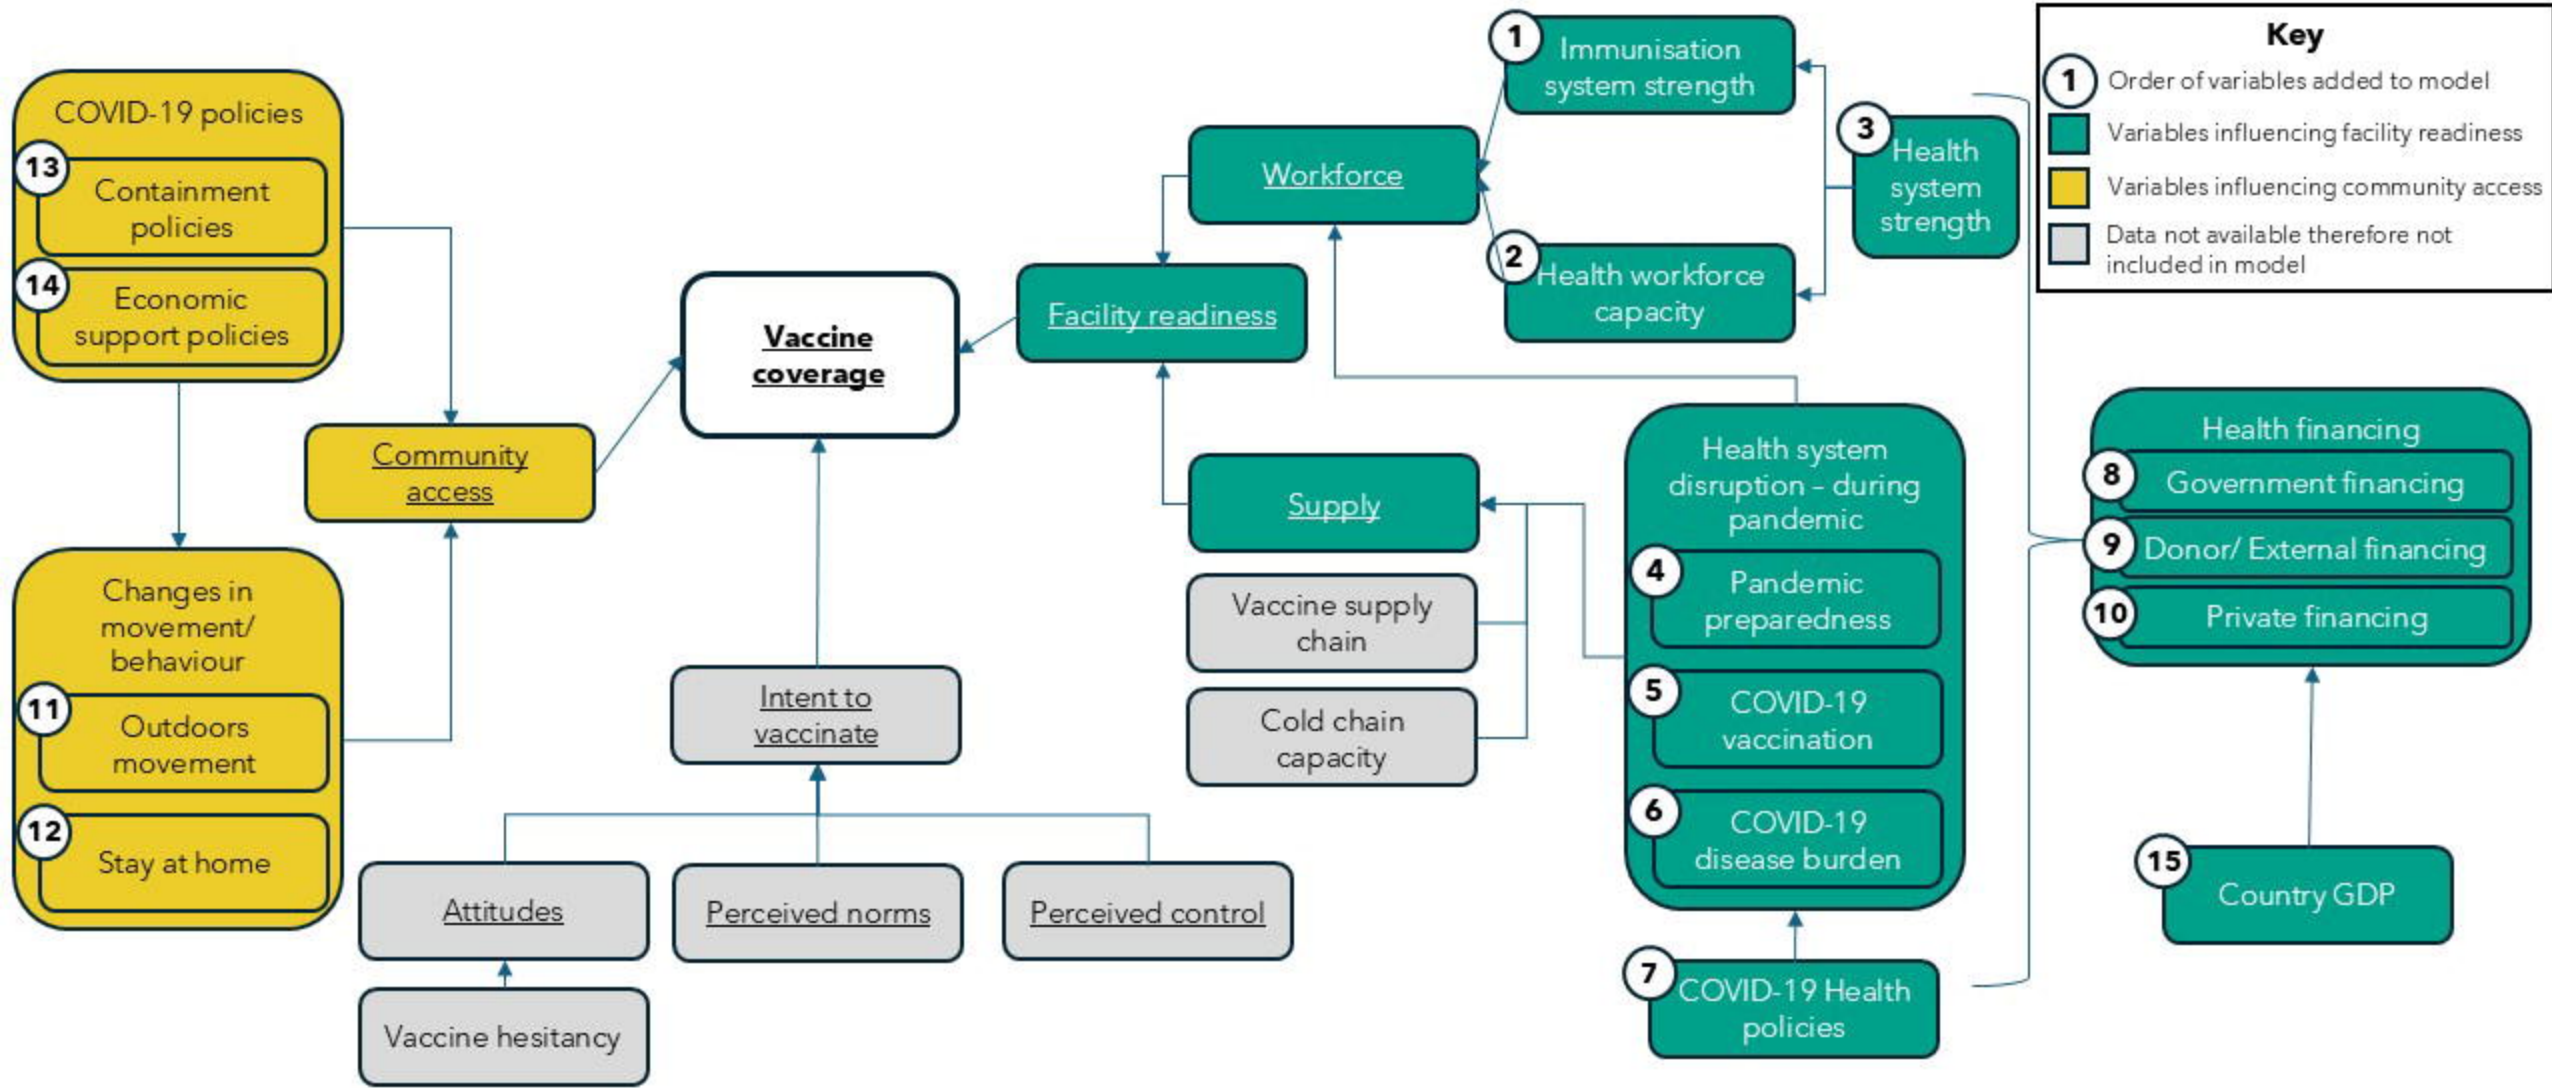 COVID-19 policies
13
Containment
policies
14
Economic
support policies
Changes in
movement/
behaviour
11
Outdoors
movement
12
Stay at home
Community
access
Vaccine
coverage
Intent to
vaccinate
Attitudes
Perceived norms
Perceived control
Vaccine hesitancy
Facility readiness
Workforce
Supply
Vaccine supply
chain
Cold chain
capacity
1
Immunisation
system strength
2
Health workforce
capacity
3
Health
system
strength
Health system
disruption – during
pandemic
4
Pandemic
preparedness
5
COVID-19
vaccination
6
COVID-19
disease burden
7
COVID-19 Health
policies
Health financing
8
Government financing
9
Donor/ External financing
10
Private financing
15
Country GDP
Key
1
Order of variables added to model
Variables influencing facility readiness
Variables influencing community access
Data not available therefore not
included in model